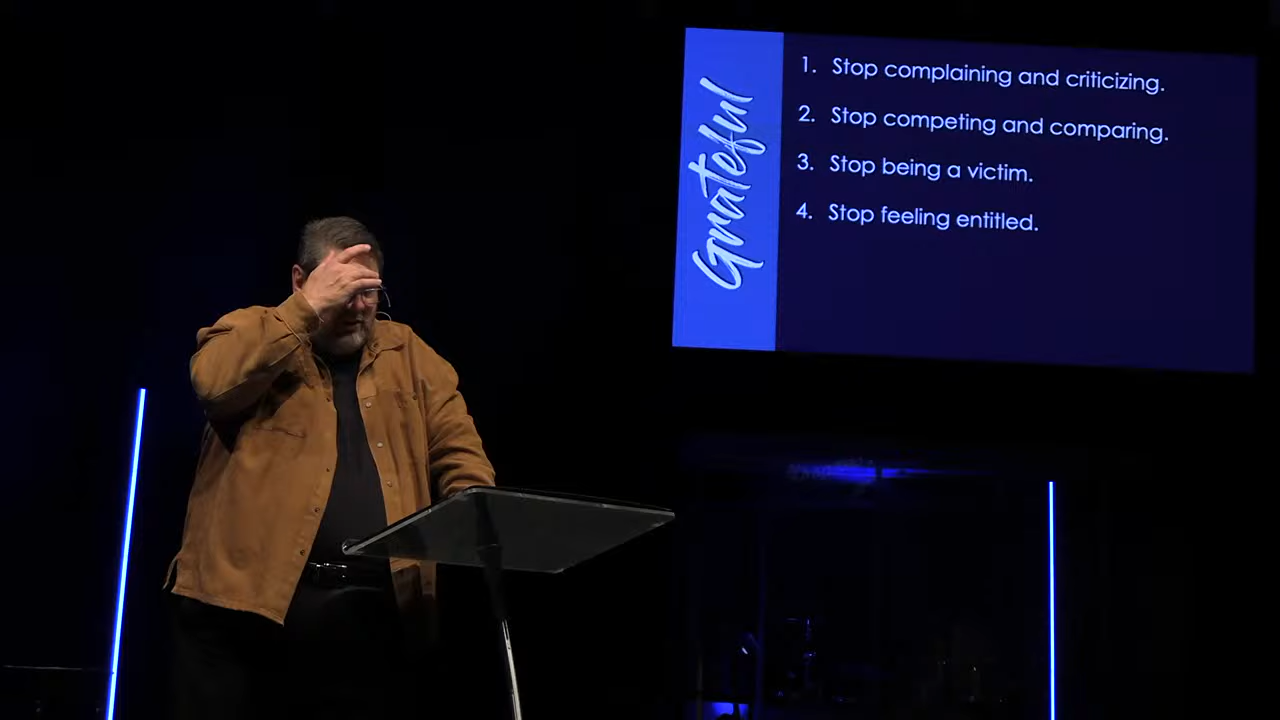 Grateful
1. Stop complaining and criticizing.
2. Stop competing and comparing.
3. Stop being a victim.
4. Stop feeling entitled.